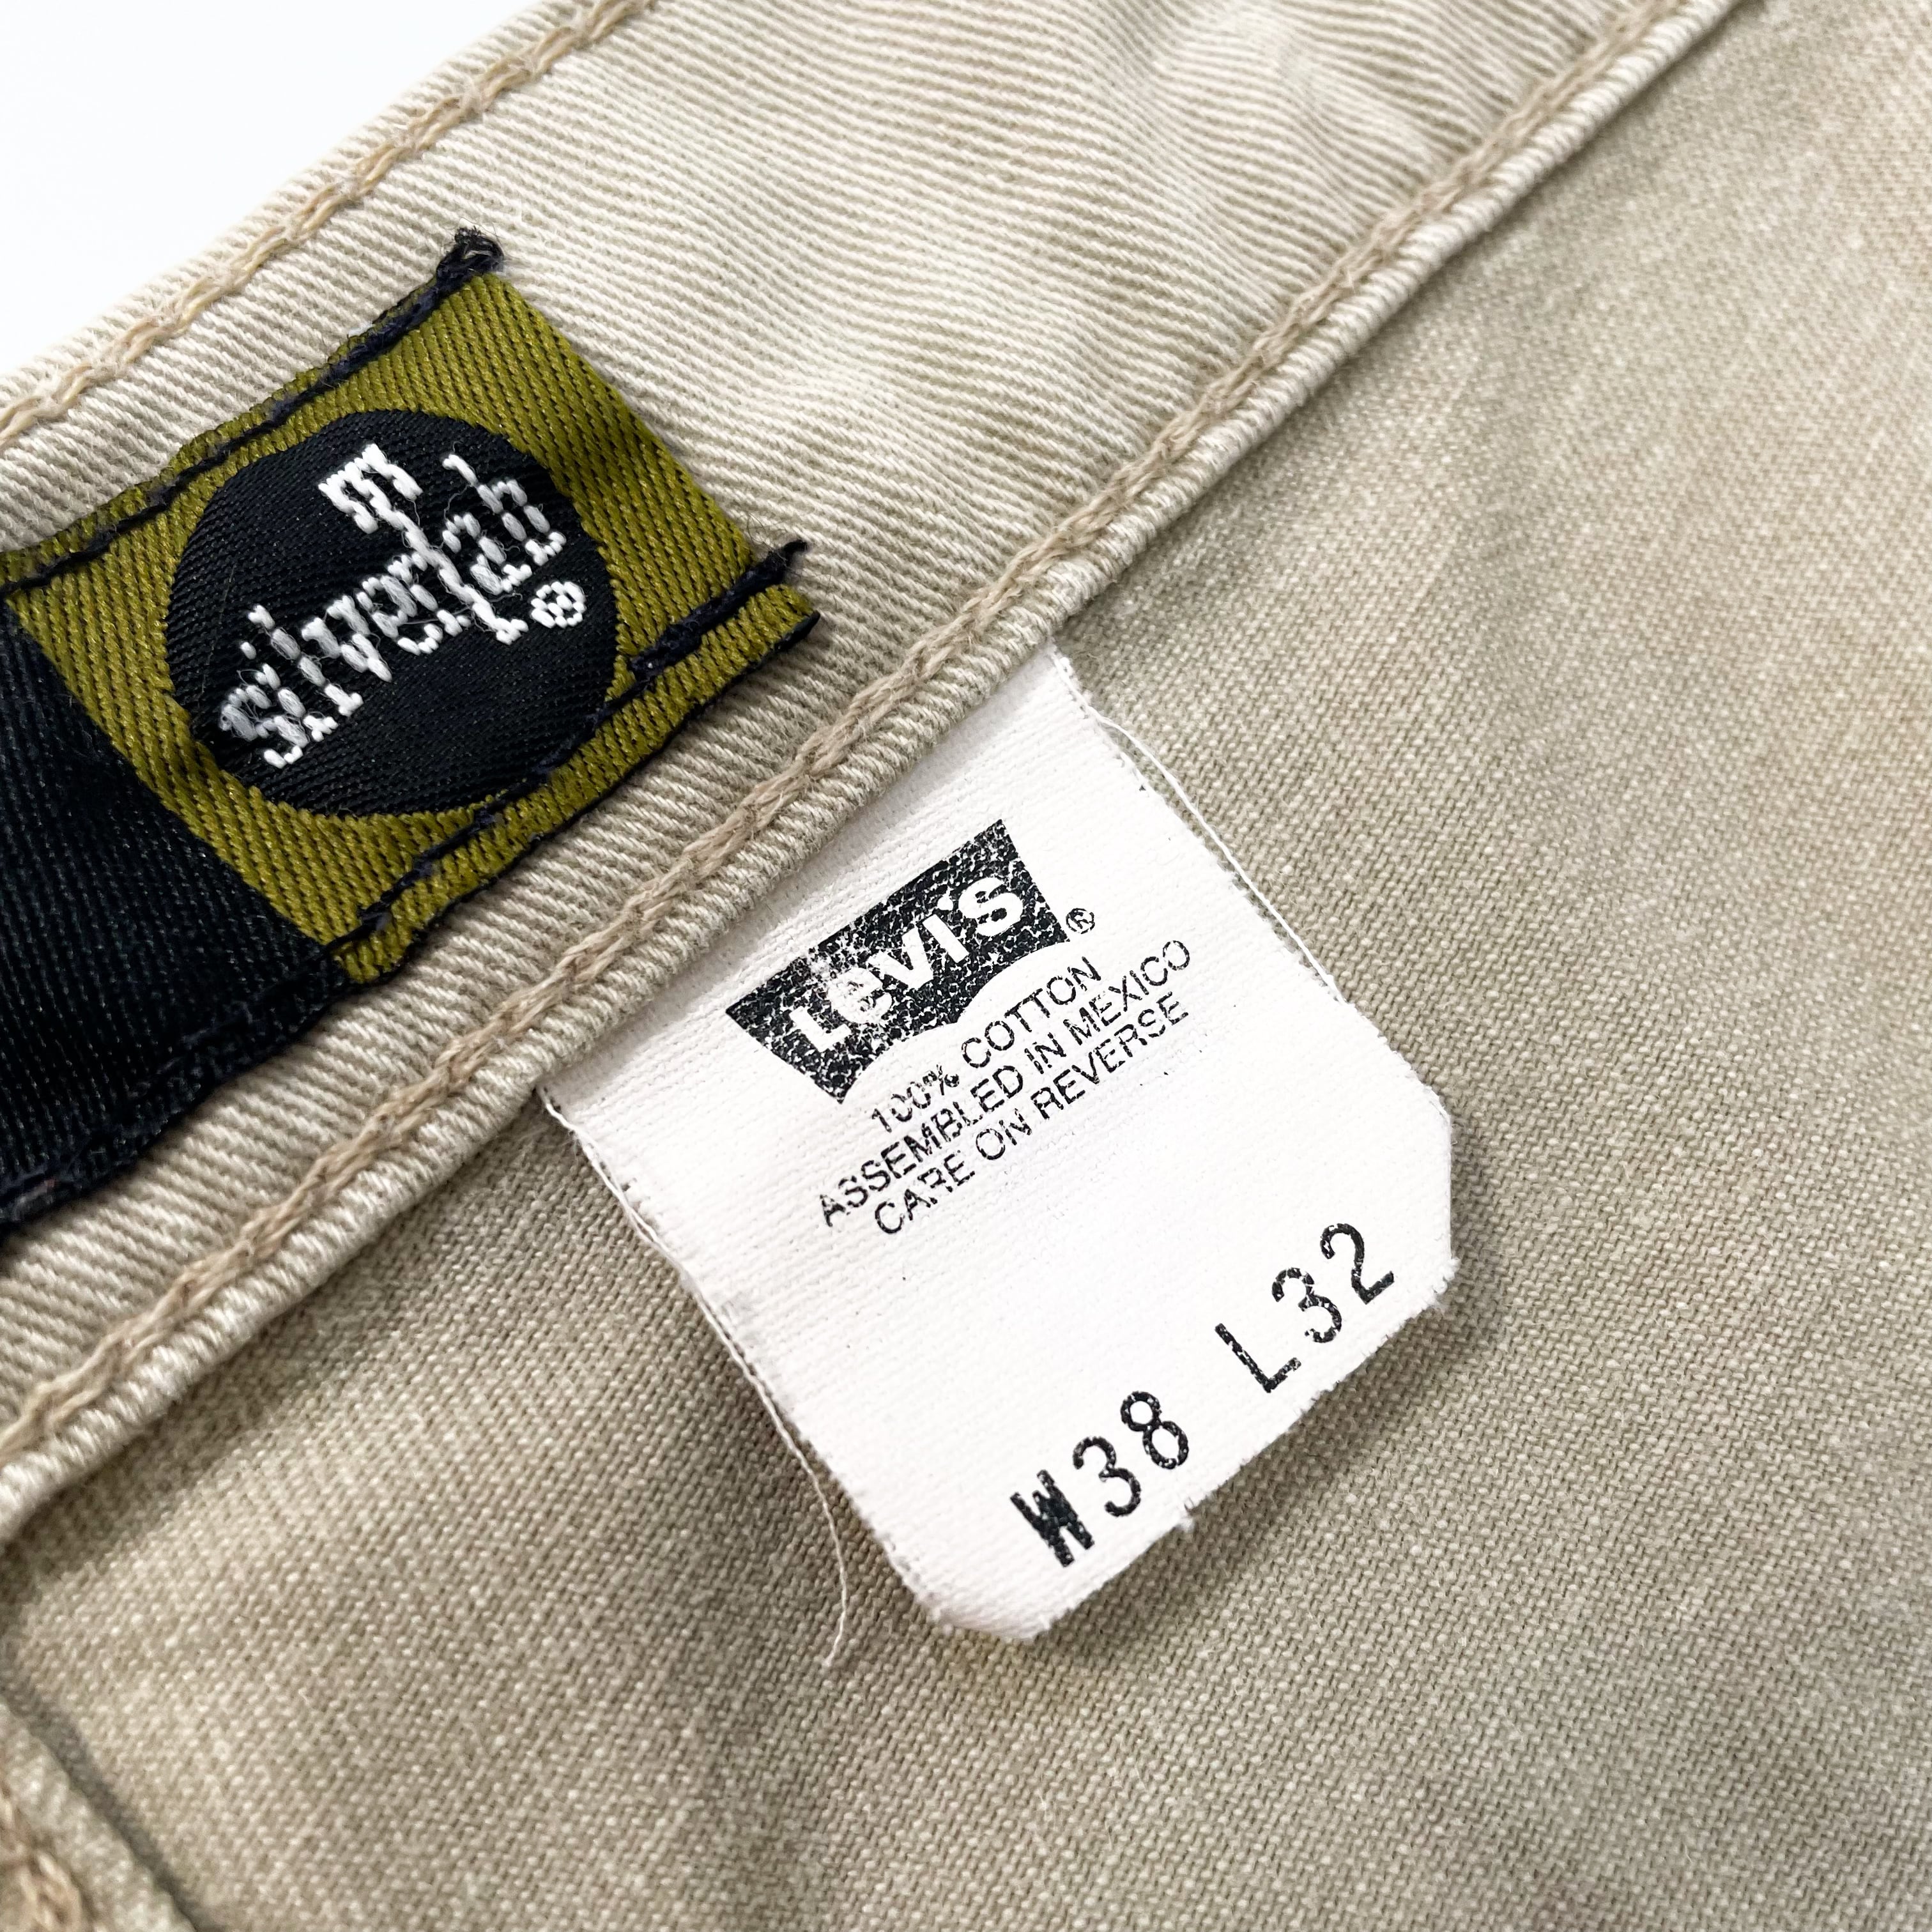 silvertab®
LEVI'S®
100% COTTON
ASSEMBLED IN MEXICO
CARE ON REVERSE
W38 L32